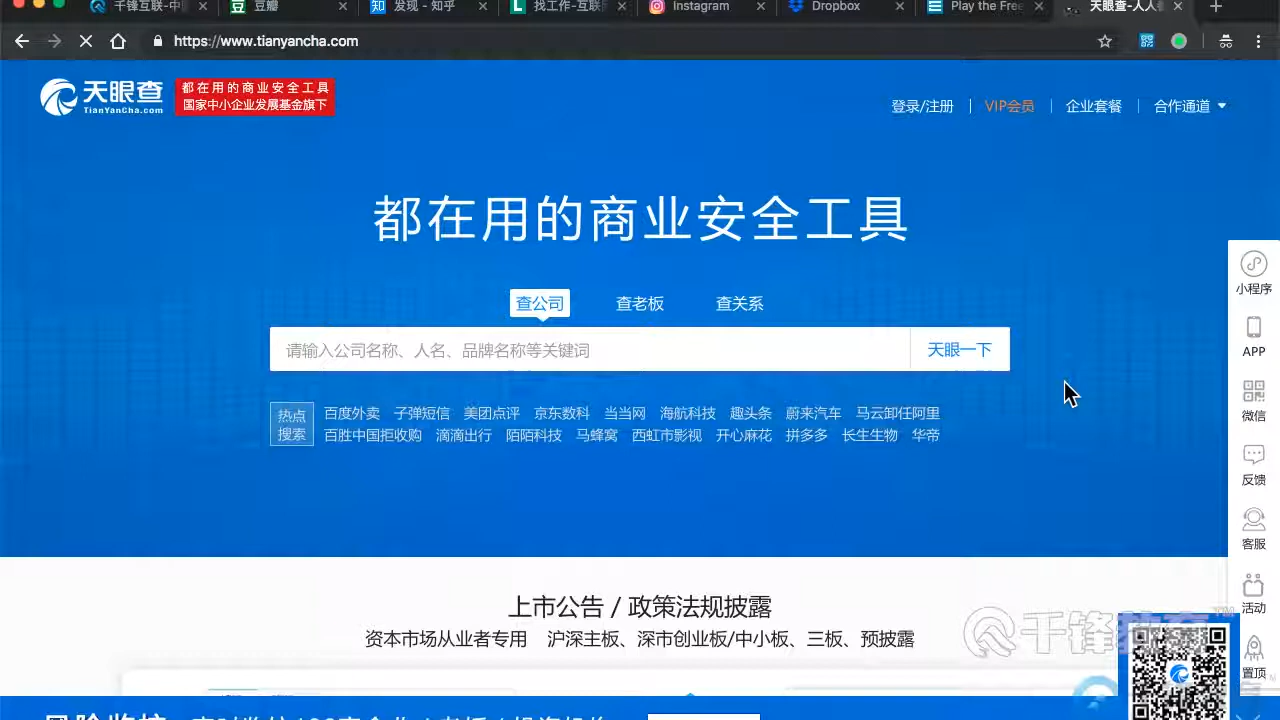 千锋互联-中
豆瓣
发现 - 知乎
找工作-互联
Instagram
Dropbox
Play the Free
天眼查-人人
https://www.tianyancha.com
天眼查
TianYanCha.com
都在用的商业安全工具
国家中小企业发展基金旗下
登录/注册
VIP会员
企业套餐
合作通道
都在用的商业安全工具
查公司
查老板
查关系
请输入公司名称、人名、品牌名称等关键词
天眼一下
热点
搜索
百度外卖 子弹短信 美团点评 京东数科 当当网 海航科技 趣头条 蔚来汽车 马云卸任阿里
百胜中国拒收购 滴滴出行 陌陌科技 马蜂窝 西虹市影视 开心麻花 拼多多 长生生物 华帝
小程序
APP
微信
反馈
客服
活动
置顶
上市公告 / 政策法规披露
资本市场从业者专用 沪深主板、深市创业板/中小板、三板、预披露
千锋教育